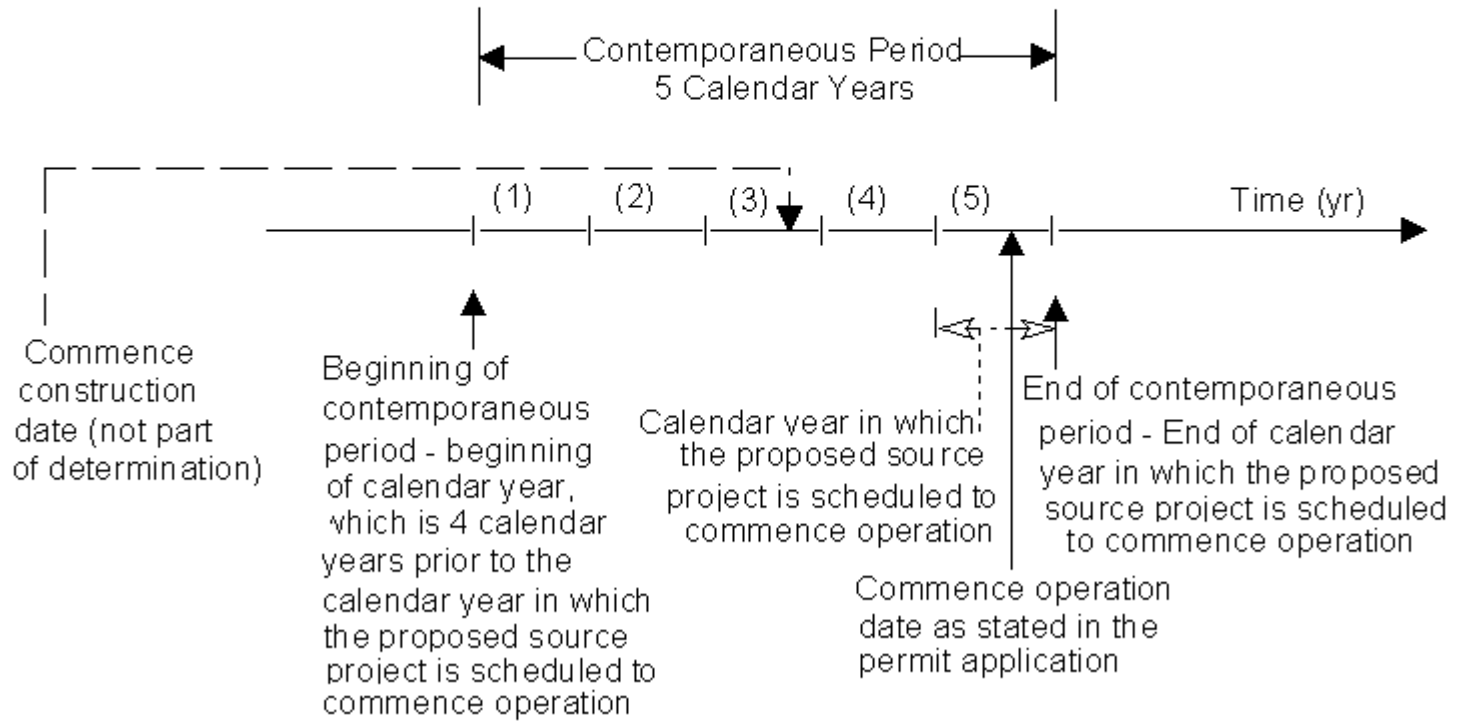 Contemporaneous Period
5 Calendar Years
(1)
(2)
(3)
(4)
(5)
Time (yr)
Commence
construction
date (not part
of determination)
Beginning of
contemporaneous
period - beginning
of calendar year,
which is 4 calendar
years prior to the
calendar year in which
the proposed source
project is scheduled to
commence operation
Calendar year in which
the proposed source
project is scheduled to
commence operation
Commence operation
date as stated in the
permit application
End of contemporaneous
period - End of calendar
year in which the proposed
source project is scheduled
to commence operation